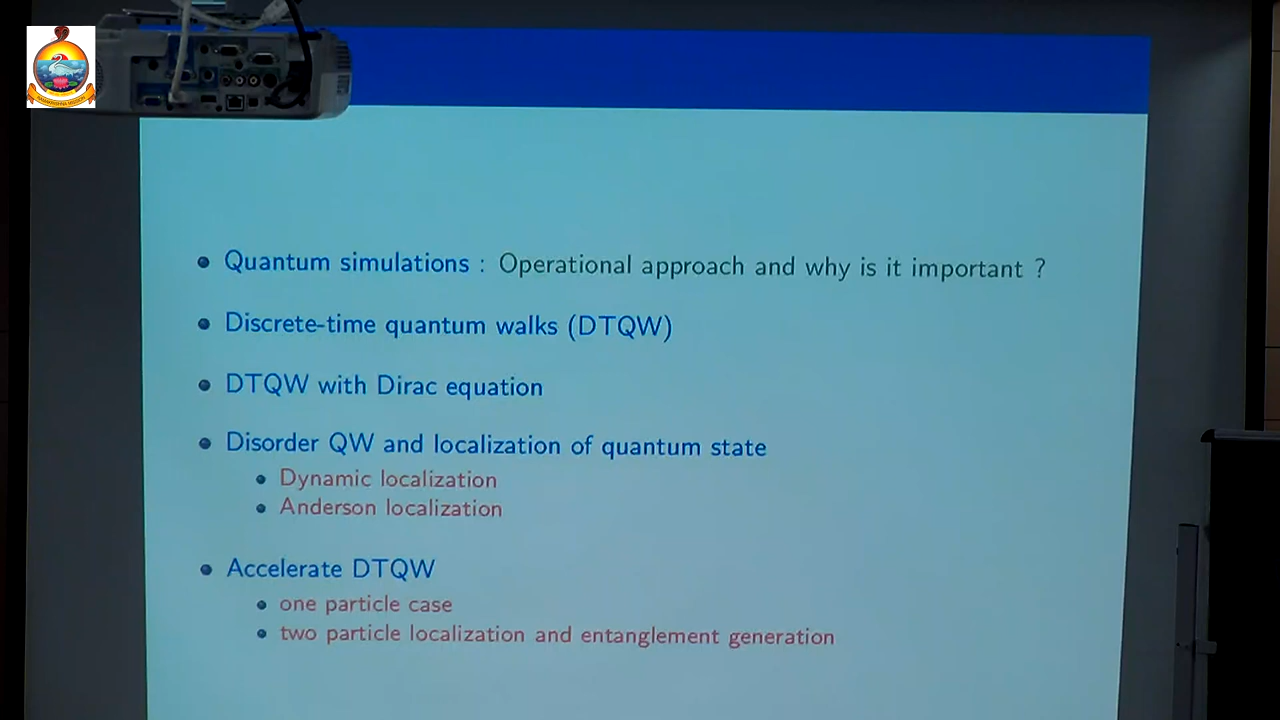 Quantum simulations : Operational approach and why is it important ?
Discrete-time quantum walks (DTQW)
DTQW with Dirac equation
Disorder QW and localization of quantum state
Dynamic localization
Anderson localization
Accelerate DTQW
one particle case
two particle localization and entanglement generation